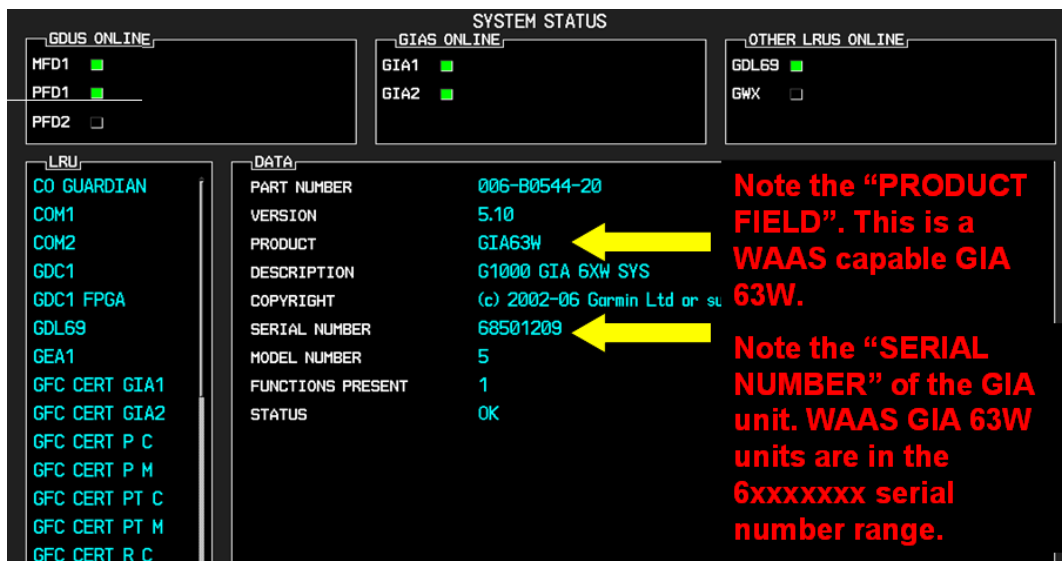 SYSTEM STATUS
GDUS ONLINE
MFD1
PFD1
PFD2
GIAS ONLINE
GIA1
GIA2
OTHER LRUS ONLINE
GDL69
GWX
LRU
CO GUARDIAN
COM1
COM2
GDC1
GDC1 FPGA
GDL69
GEA1
GFC CERT GIA1
GFC CERT GIA2
GFC CERT P C
GFC CERT P M
GFC CERT PT C
GFC CERT PT M
GFC CERT R C
DATA
PART NUMBER 006-B0544-20
VERSION 5.10
PRODUCT GIA63W
DESCRIPTION G1000 GIA 6XW SYS
COPYRIGHT (c) 2002-06 Garmin Ltd or su
SERIAL NUMBER 68501209
MODEL NUMBER 5
FUNCTIONS PRESENT 1
STATUS OK
Note the “PRODUCT
FIELD”. This is a
WAAS capable GIA
63W.
Note the “SERIAL
NUMBER” of the GIA
unit. WAAS GIA 63W
units are in the
6xxxxxxx serial
number range.